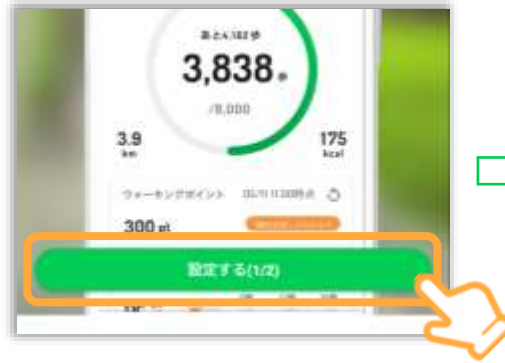 あと4,162歩
3,838歩
/8,000
3.9
km
175
kcal
ウォーキングポイント
300 pt
設定する(1/2)